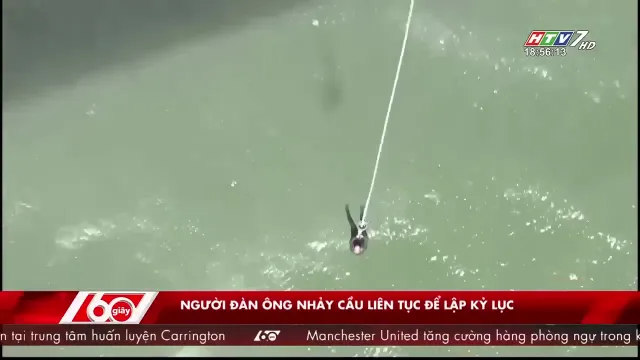 HTV7 HD
18:56:13
60 giây
NGƯỜI ĐÀN ÔNG NHẢY CẦU LIÊN TỤC ĐỂ LẬP KỶ LỤC
n tại trung tâm huấn luyện Carrington 60 Manchester United tăng cường hàng phòng ngự trong k